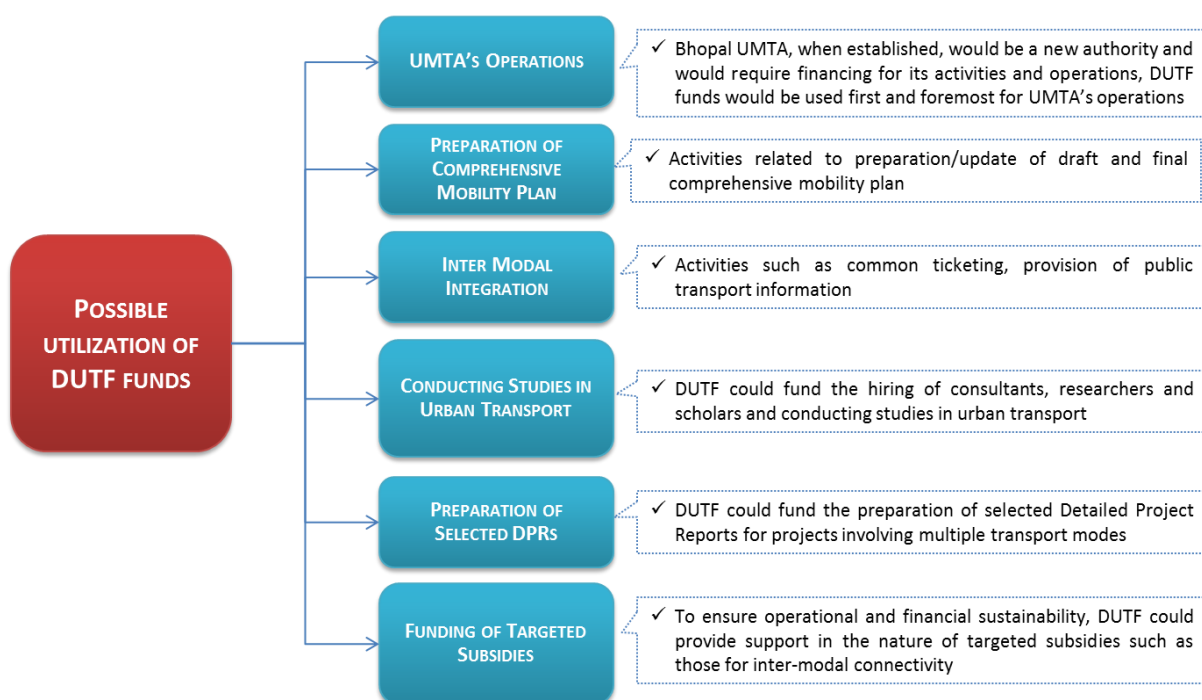 POSSIBLE
UTILIZATION OF
DUTF FUNDS
UMTA'S OPERATIONS
✓ Bhopal UMTA, when established, would be a new authority and
would require financing for its activities and operations, DUTF
funds would be used first and foremost for UMTA's operations
PREPARATION OF
COMPREHENSIVE
MOBILITY PLAN
✓ Activities related to preparation/update of draft and final
comprehensive mobility plan
INTER MODAL
INTEGRATION
✓ Activities such as common ticketing, provision of public
transport information
CONDUCTING STUDIES IN
URBAN TRANSPORT
✓ DUTF could fund the hiring of consultants, researchers and
scholars and conducting studies in urban transport
PREPARATION OF
SELECTED DPRS
✓ DUTF could fund the preparation of selected Detailed Project
Reports for projects involving multiple transport modes
FUNDING OF TARGETED
SUBSIDIES
✓ To ensure operational and financial sustainability, DUTF could
provide support in the nature of targeted subsidies such as
those for inter-modal connectivity